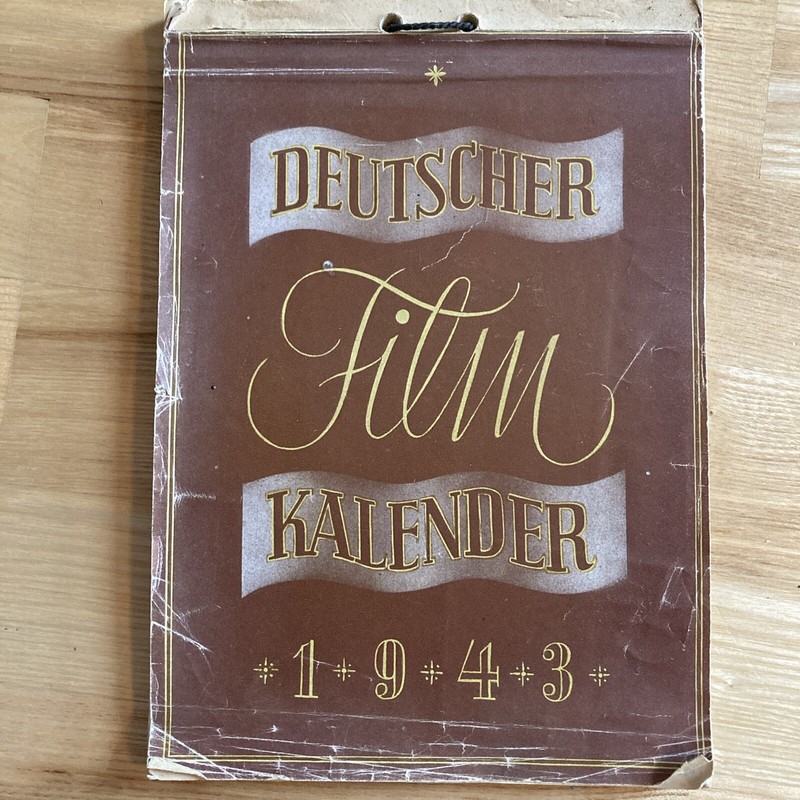 DEUTSCHER
Film
KALENDER
1943